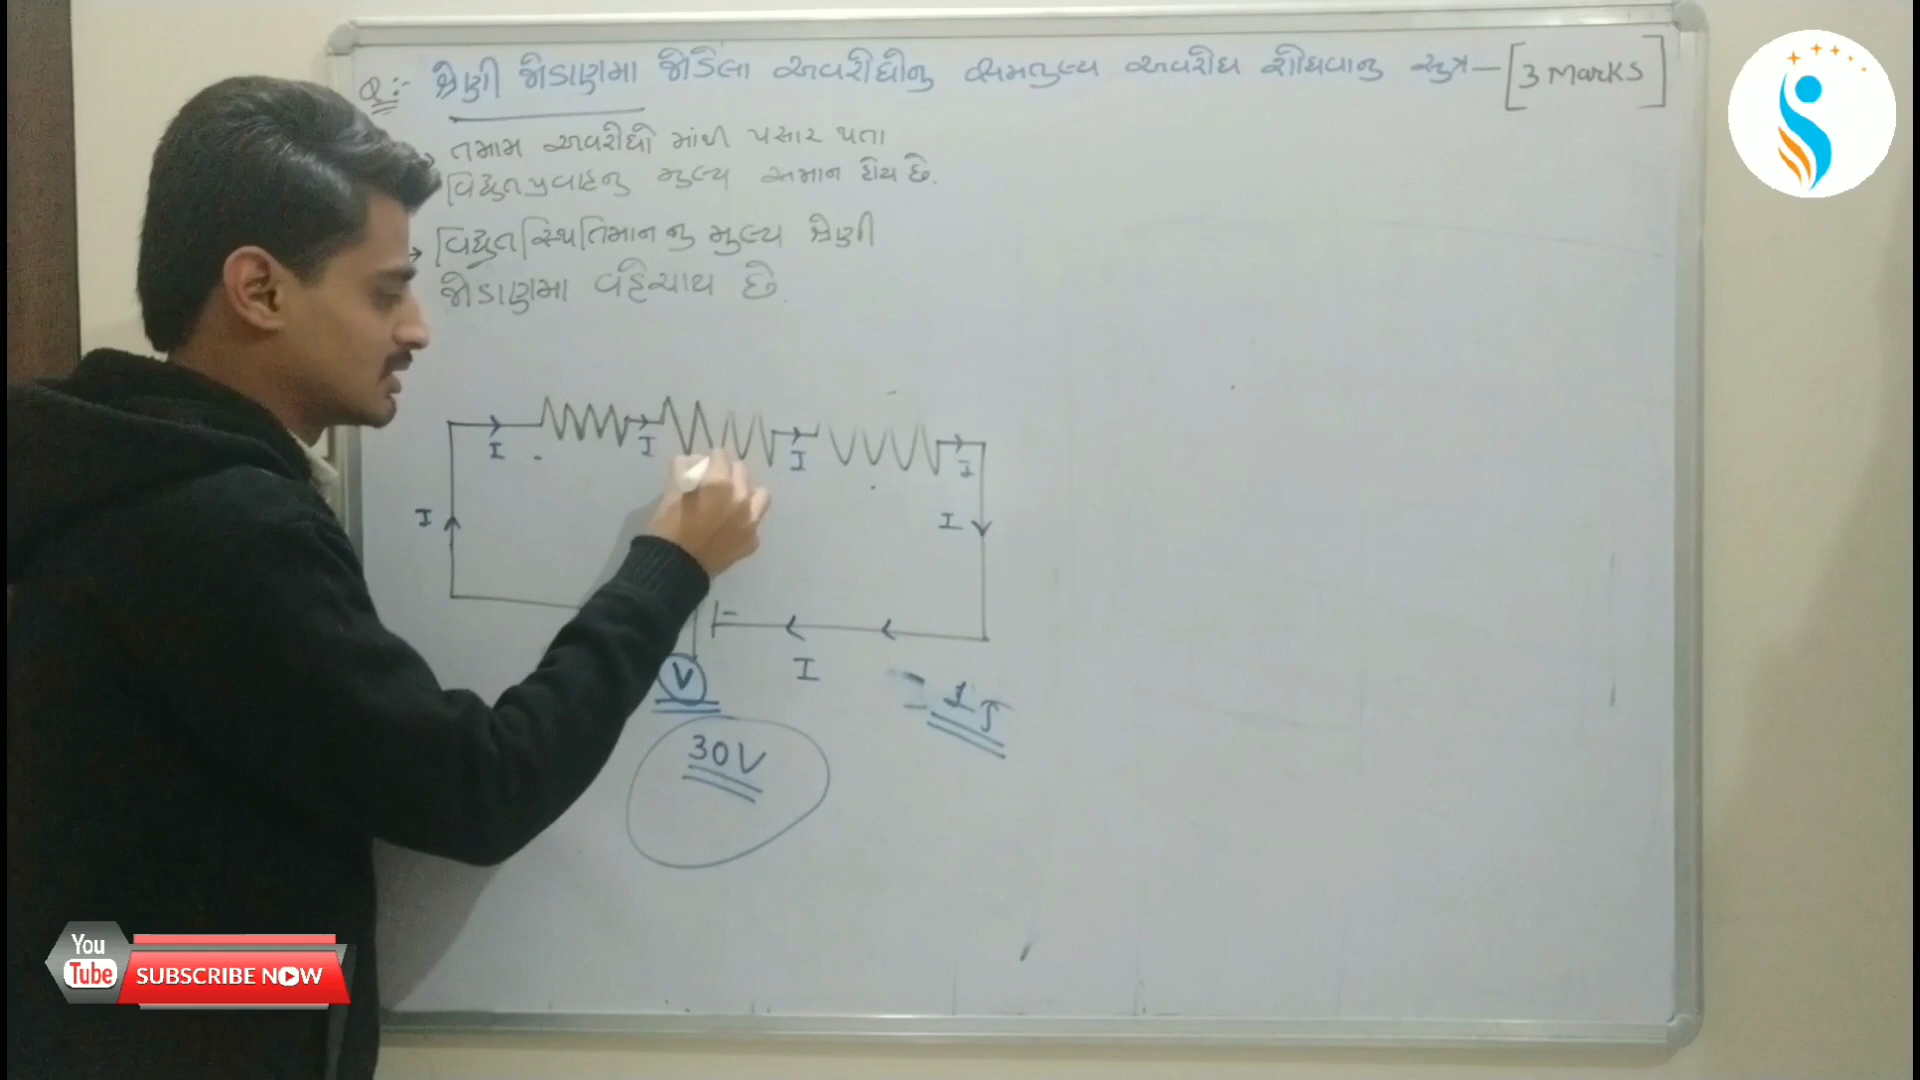 Q:- શ્રેણી જોડાણમા જોડેલા અવરોધોનુ સમતુલ્ય અવરોધ શોધવાનુ સુત્ર - [3 Marks]
→ તમામ અવરોધો માંથી પસાર થતા
વિદ્યુતપ્રવાહનુ મુલ્ય સમાન હોય છે.
→ વિદ્યુતસ્થિતિમાનનુ મુલ્ય શ્રેણી
જોડાણમા વહેચાય છે.
I I I I
I I
V I
30V
You
Tube SUBSCRIBE NOW